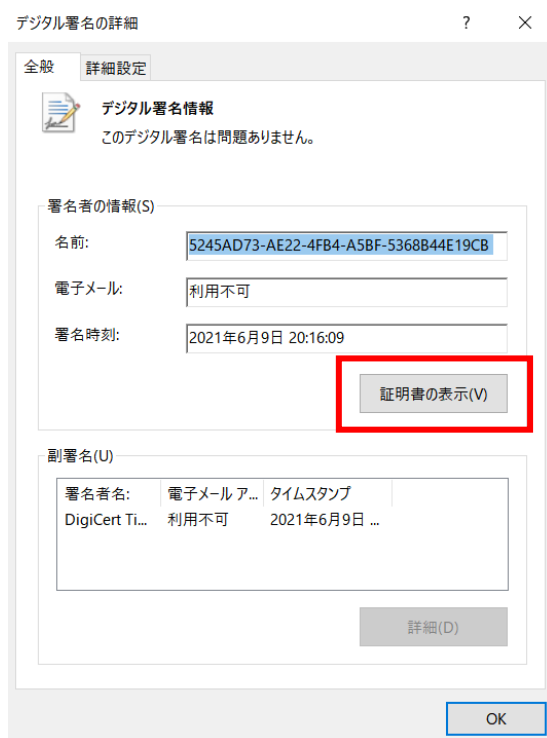 デジタル署名の詳細 ? ×
全般 詳細設定
デジタル署名情報
このデジタル署名は問題ありません。
署名者の情報(S)
名前: 5245AD73-AE22-4FB4-A5BF-5368B44E19CB
電子メール: 利用不可
署名時刻: 2021年6月9日 20:16:09
証明書の表示(V)
副署名(U)
署名者名: 電子メール ア... タイムスタンプ
DigiCert Ti... 利用不可 2021年6月9日 ...
詳細(D)
OK